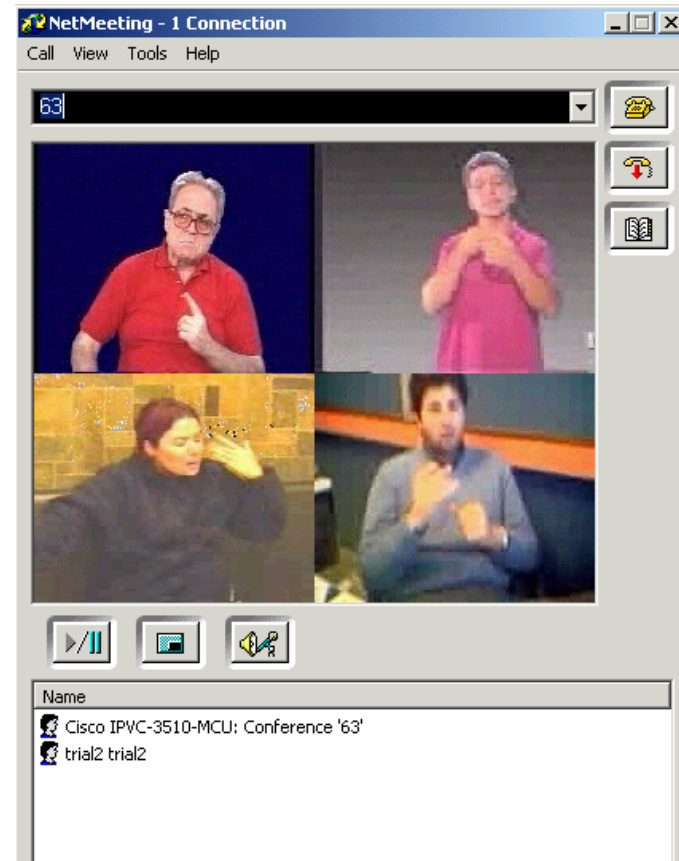 NetMeeting - 1 Connection
Call View Tools Help
63
Name
Cisco IPVC-3510-MCU: Conference '63'
trial2 trial2